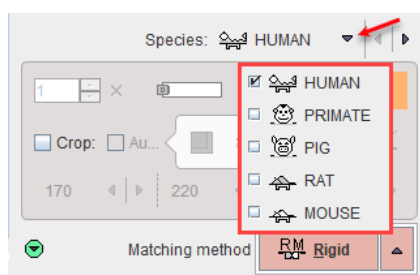 Species: HUMAN
1
HUMAN
PRIMATE
Crop: Au...
PIG
RAT
170 220
MOUSE
Matching method RM Rigid